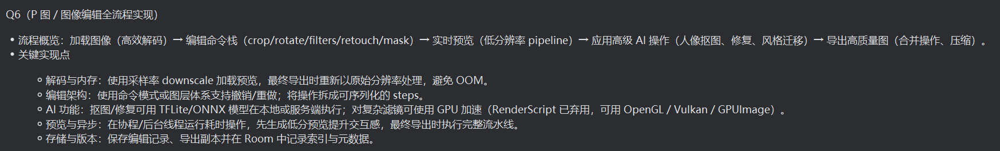 Q6（P 图 / 图像编辑全流程实现）
• 流程概览：加载图像（高效解码）→ 编辑命令栈（crop/rotate/filters/retouch/mask）→ 实时预览（低分辨率 pipeline）→ 应用高级 AI 操作（人像抠图、修复、风格迁移）→ 导出高质量图（合并操作、压缩）。
• 关键实现点
○ 解码与内存：使用采样率 downscale 加载预览，最终导出时重新以原始分辨率处理，避免 OOM。
○ 编辑架构：使用命令模式或图层体系支持撤销/重做；将操作拆成可序列化的 steps。
○ AI 功能：抠图/修复可用 TFLite/ONNX 模型在本地或服务端执行；对复杂滤镜可使用 GPU 加速（RenderScript 已弃用，可用 OpenGL / Vulkan / GPUImage）。
○ 预览与异步：在协程/后台线程运行耗时操作，先生成低分预览提升交互感，最终导出时执行完整流水线。
○ 存储与版本：保存编辑记录、导出副本并在 Room 中记录索引与元数据。